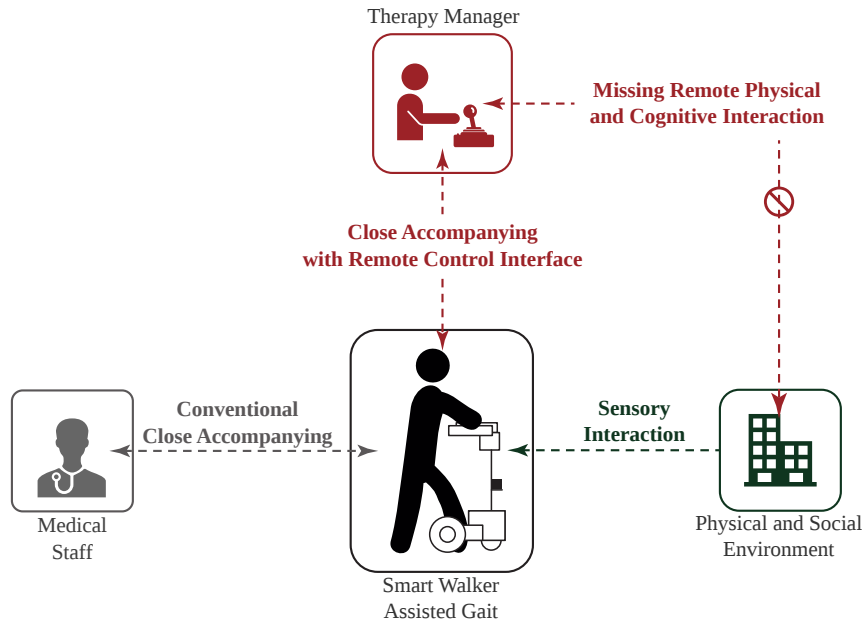 Therapy Manager
Missing Remote Physical
and Cognitive Interaction
Close Accompanying
with Remote Control Interface
Conventional
Close Accompanying
Sensory
Interaction
Medical
Staff
Smart Walker
Assisted Gait
Physical and Social
Environment